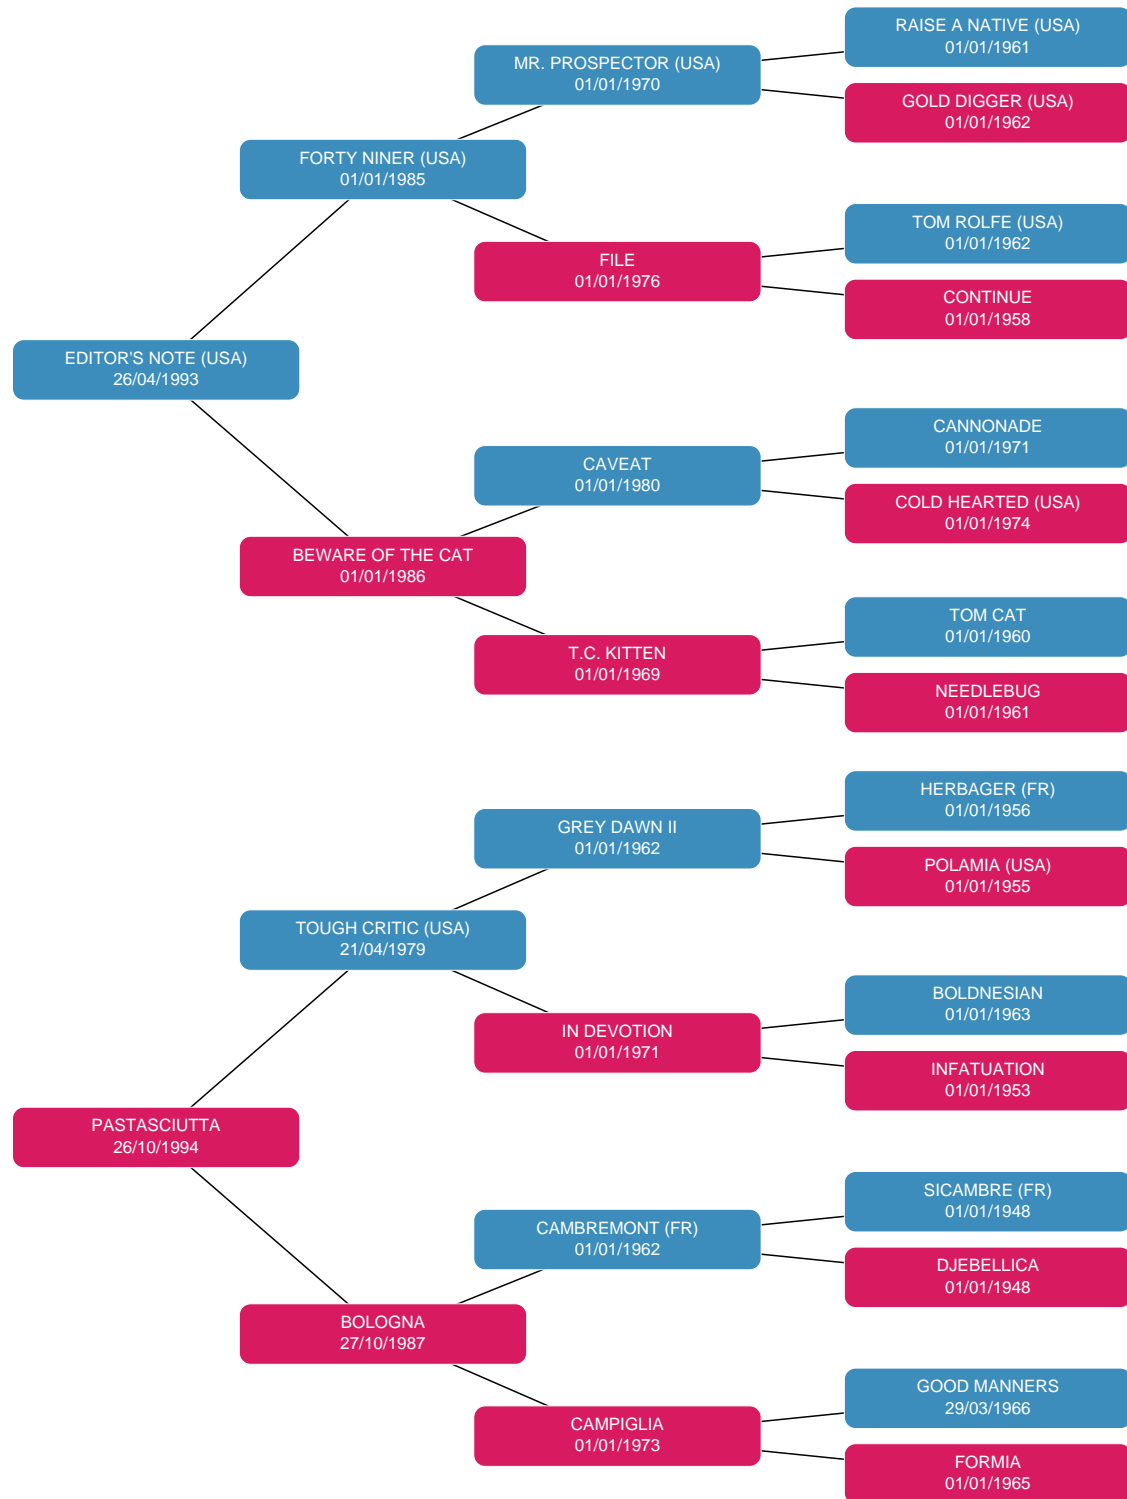 RAISE A NATIVE (USA)
01/01/1961
MR. PROSPECTOR (USA)
01/01/1970
GOLD DIGGER (USA)
01/01/1962
FORTY NINER (USA)
01/01/1985
TOM ROLFE (USA)
01/01/1962
FILE
01/01/1976
CONTINUE
01/01/1958
EDITOR'S NOTE (USA)
26/04/1993
CANNONADE
01/01/1971
CAVEAT
01/01/1980
COLD HEARTED (USA)
01/01/1974
BEWARE OF THE CAT
01/01/1986
TOM CAT
01/01/1960
T.C. KITTEN
01/01/1969
NEEDLEBUG
01/01/1961
HERBAGER (FR)
01/01/1956
GREY DAWN II
01/01/1962
POLAMIA (USA)
01/01/1955
TOUGH CRITIC (USA)
21/04/1979
BOLDNESIAN
01/01/1963
IN DEVOTION
01/01/1971
INFATUATION
01/01/1953
PASTASCIUTTA
26/10/1994
SICAMBRE (FR)
01/01/1948
CAMBREMONT (FR)
01/01/1962
DJEBELLICA
01/01/1948
BOLOGNA
27/10/1987
GOOD MANNERS
29/03/1966
CAMPIGLIA
01/01/1973
FORMIA
01/01/1965